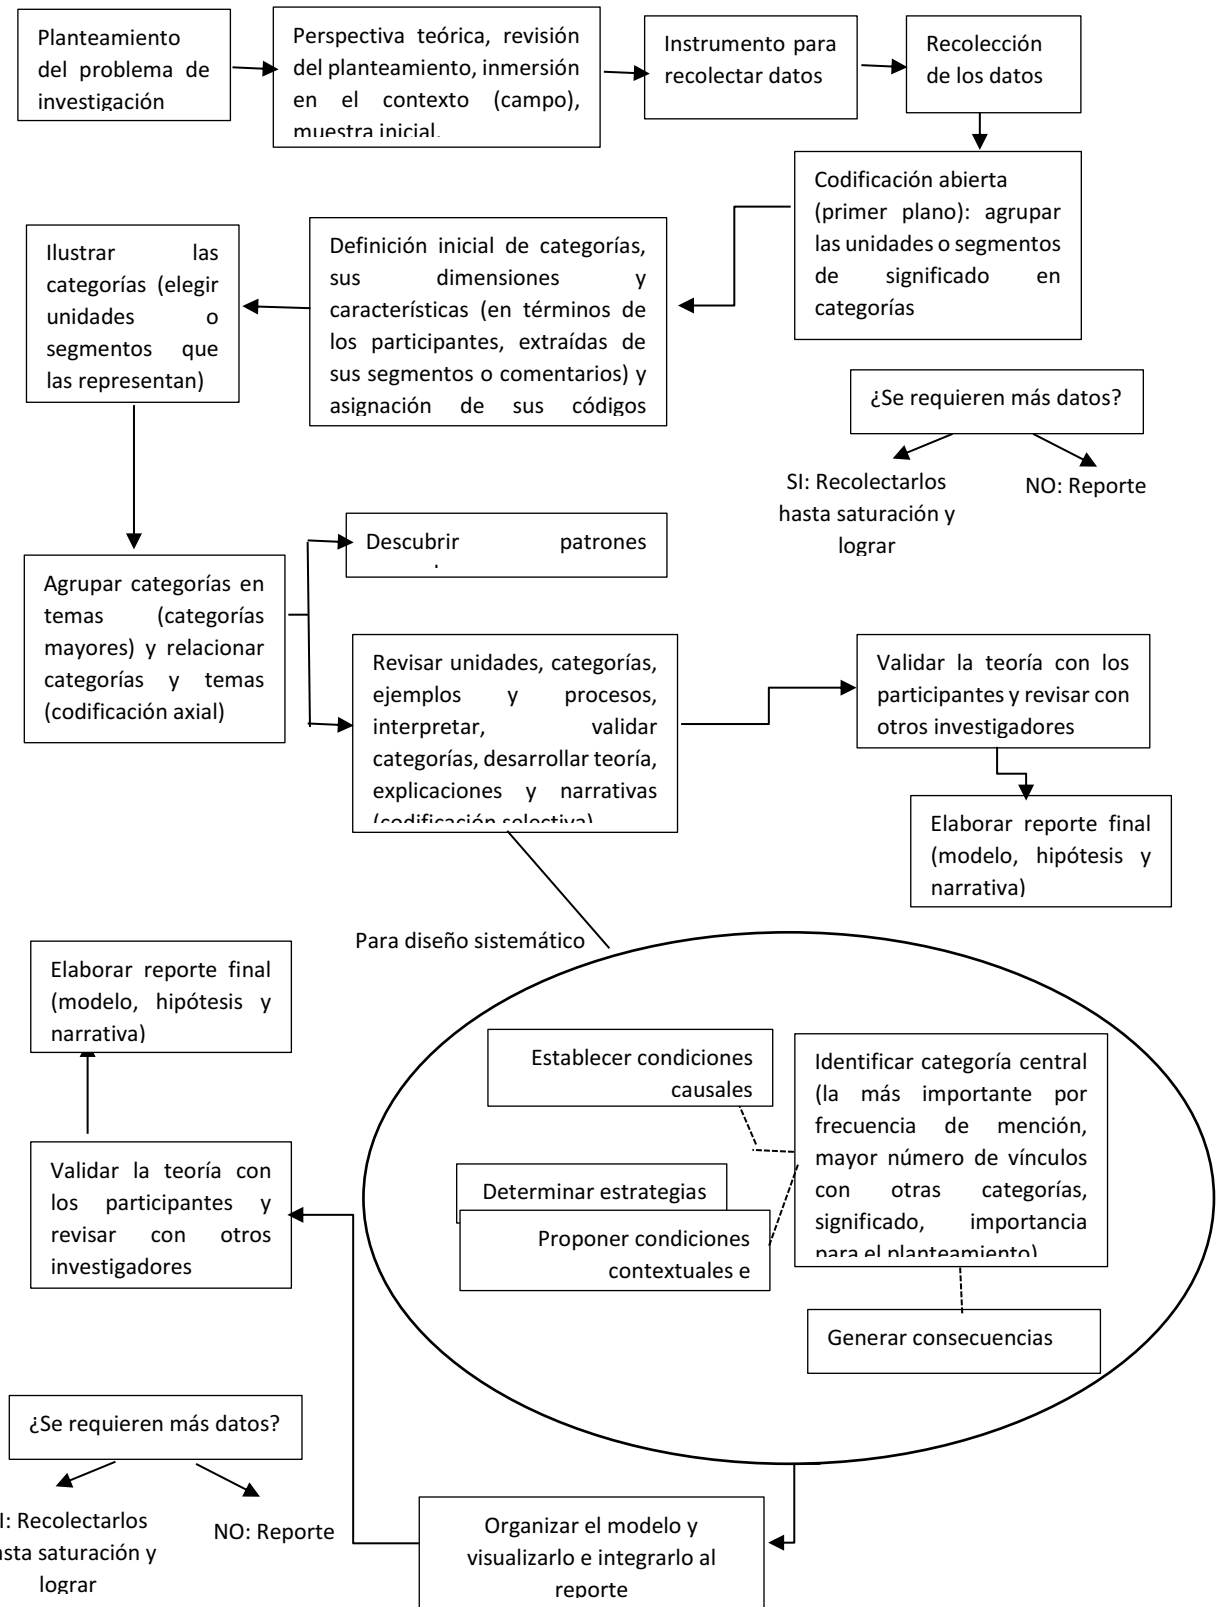 Planteamiento
del problema de
investigación
Perspectiva teórica, revisión
del planteamiento, inmersión
en el contexto (campo),
muestra inicial.
Instrumento para
recolectar datos
Recolección
de los datos
Codificación abierta
(primer plano): agrupar
las unidades o segmentos
de significado en
categorías
Definición inicial de categorías,
sus dimensiones y
características (en términos de
los participantes, extraídas de
sus segmentos o comentarios) y
asignación de sus códigos
Ilustrar las
categorías (elegir
unidades o
segmentos que
las representan)
¿Se requieren más datos?
SI: Recolectarlos
hasta saturación y
lograr
NO: Reporte
Agrupar categorías en
temas (categorías
mayores) y relacionar
categorías y temas
(codificación axial)
Descubrir patrones
Revisar unidades, categorías,
ejemplos y procesos,
interpretar, validar
categorías, desarrollar teoría,
explicaciones y narrativas
(codificación selectiva)
Validar la teoría con los
participantes y revisar con
otros investigadores
Elaborar reporte final
(modelo, hipótesis y
narrativa)
Para diseño sistemático
Elaborar reporte final
(modelo, hipótesis y
narrativa)
Validar la teoría con
los participantes y
revisar con otros
investigadores
Establecer condiciones
causales
Determinar estrategias
Proponer condiciones
contextuales e
Identificar categoría central
(la más importante por
frecuencia de mención,
mayor número de vínculos
con otras categorías,
significado, importancia
para el planteamiento)
Generar consecuencias
¿Se requieren más datos?
I: Recolectarlos
asta saturación y
lograr
NO: Reporte
Organizar el modelo y
visualizarlo e integrarlo al
reporte